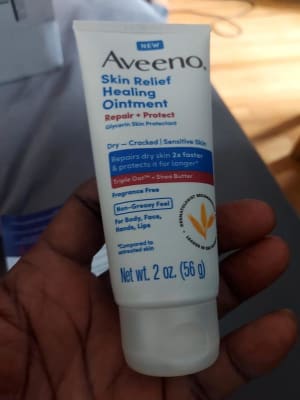 NEW
Aveeno.
Skin Relief
Healing
Ointment
Repair + Protect
Glycerin Skin Protectant
Dry – Cracked | Sensitive Skin
Repairs dry skin 2x faster
& protects it for longer*
Triple Oat™ + Shea Butter
Fragrance Free
Non-Greasy Feel
For Body, Face,
Hands, Lips
*Compared to
untreated skin
Net wt. 2 oz. (56 g)
DERMATOLOGIST RECOMMENDED